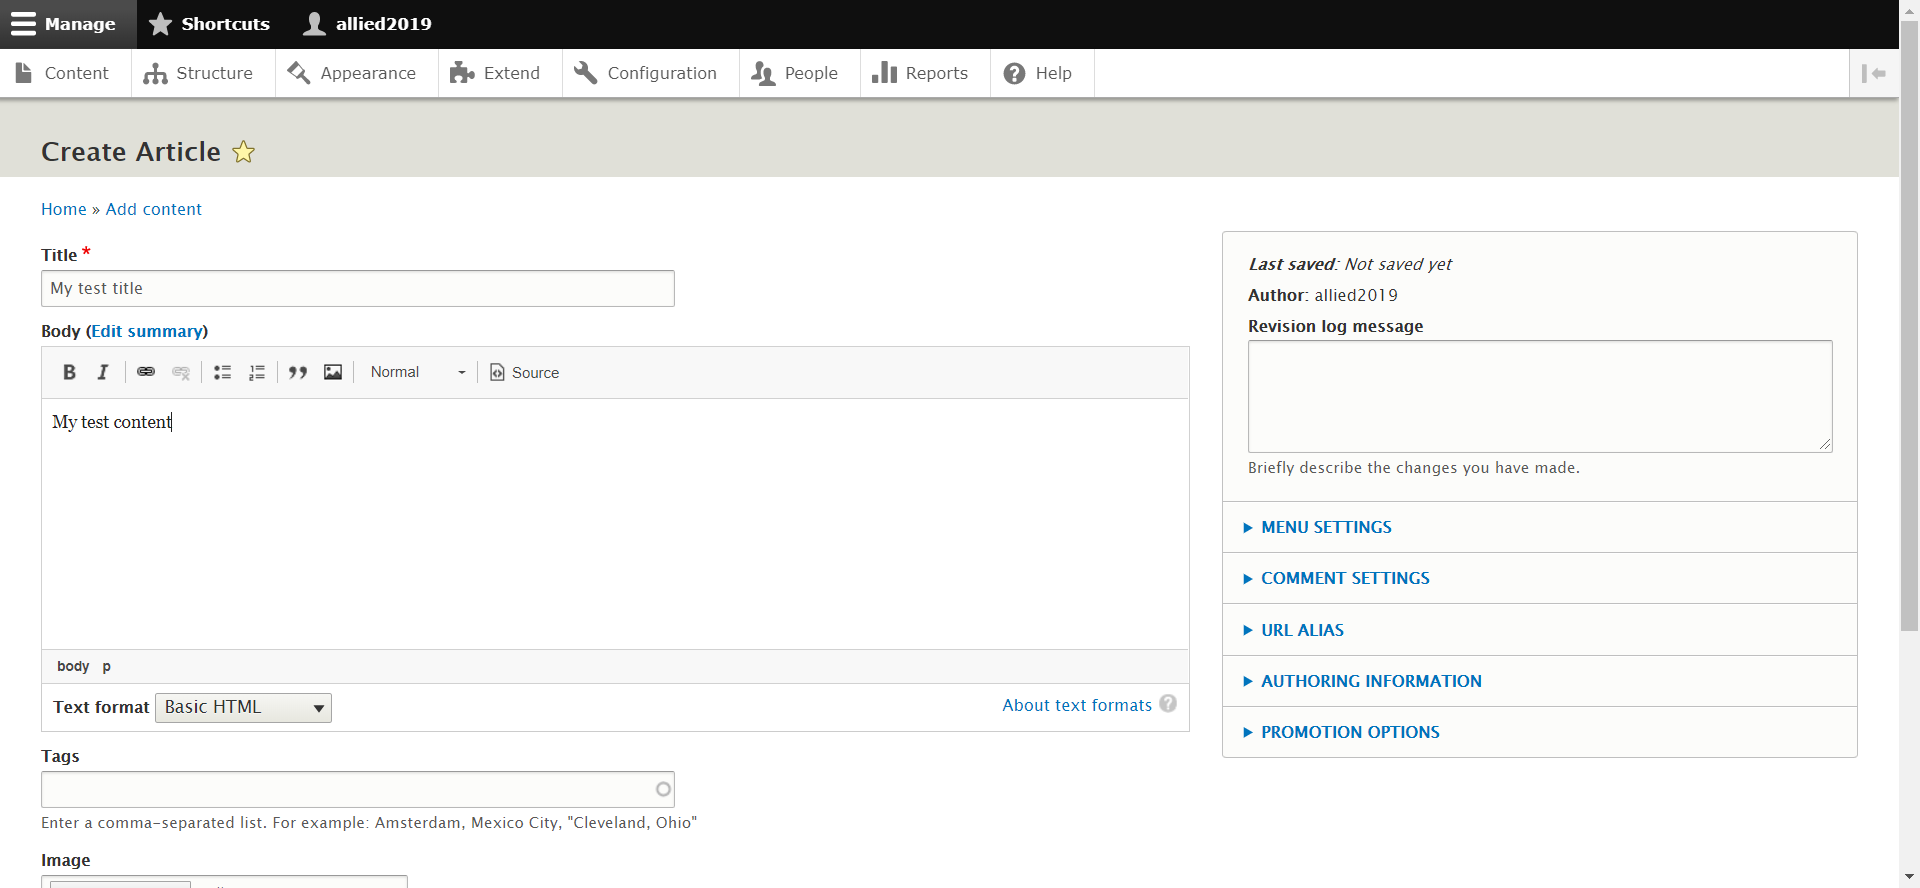 Manage Shortcuts allied2019
Content Structure Appearance Extend Configuration People Reports Help
Create Article
Home » Add content
Title *
My test title
Body (Edit summary)
B I Normal Source
My test content
body p
Text format Basic HTML
About text formats ?
Tags
Enter a comma-separated list. For example: Amsterdam, Mexico City, "Cleveland, Ohio"
Image
Last saved: Not saved yet
Author: allied2019
Revision log message
Briefly describe the changes you have made.
MENU SETTINGS
COMMENT SETTINGS
URL ALIAS
AUTHORING INFORMATION
PROMOTION OPTIONS